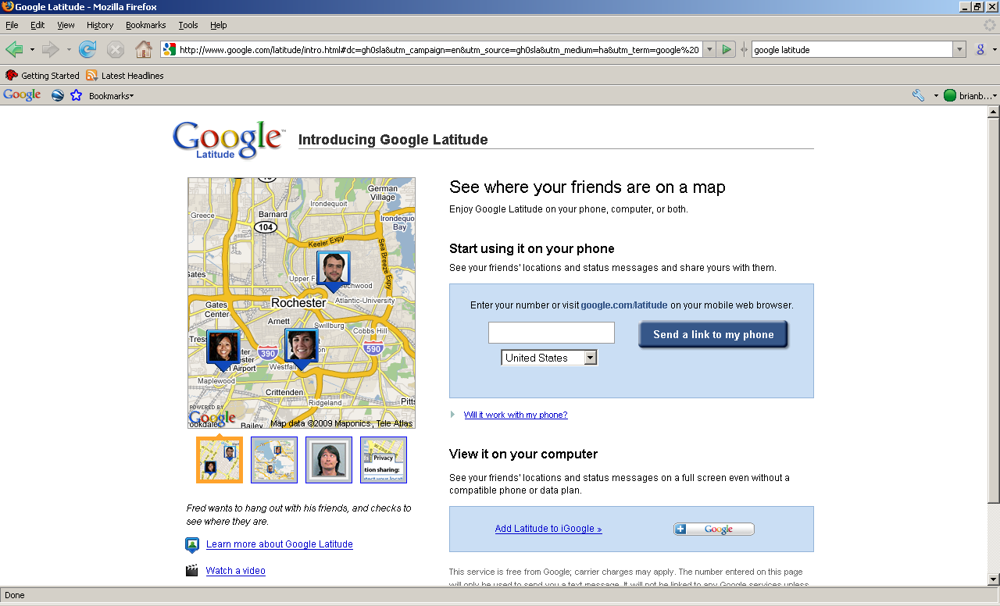 Google Latitude - Mozilla Firefox
File Edit View History Bookmarks Tools Help
http://www.google.com/latitude/intro.html#dc=gh0sla&utm_campaign=en&utm_source=gh0sla&utm_medium=ha&utm_term=google%20
google latitude
Getting Started Latest Headlines
Google Bookmarks brianb...
Google™
Latitude
Introducing Google Latitude
German
Village
Irondequoit
Greece
Barnard
Irondequoi
Bay
104
Keeler Expy
Sea Breeze Expy
Gates
Upper F
eechwood
Rochester
Atlantic-University
Gates
Center
Arnett
Swillburg
Cobbs Hill
Tres
390
590
Westfall
Airport
Maplewood
Crittenden
Ridgeland
Pitts
POWERED BY
Google
ookdale
Bailey
Map data ©2009 Maponics, Tele Atlas
Privacy
tion sharing:
Fred wants to hang out with his friends, and checks to
see where they are.
Learn more about Google Latitude
Watch a video
See where your friends are on a map
Enjoy Google Latitude on your phone, computer, or both.
Start using it on your phone
See your friends' locations and status messages and share yours with them.
Enter your number or visit google.com/latitude on your mobile web browser.
Send a link to my phone
United States
Will it work with my phone?
View it on your computer
See your friends' locations and status messages on a full screen even without a
compatible phone or data plan.
Add Latitude to iGoogle »
Google
This service is free from Google, carrier charges may apply. The number entered on this page
will only be used to send you a text message. It will not be linked to any Google services unless
Done